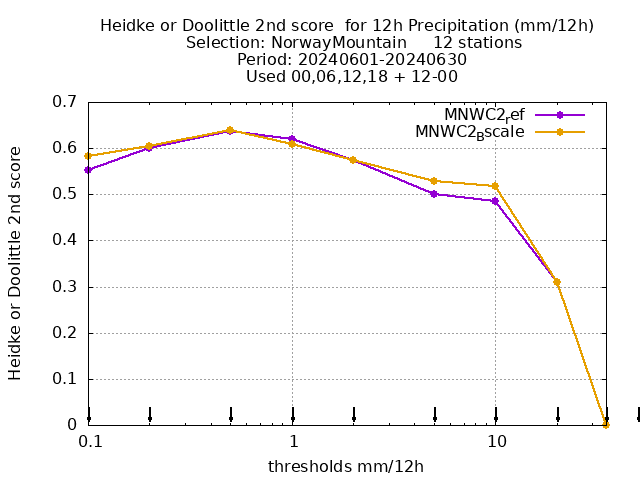 Heidke or Doolittle 2nd score  for 12h Precipitation (mm/12h)
Selection: NorwayMountain     12 stations
Period: 20240601-20240630
Used 00,06,12,18 + 12-00
MNWC2ref
MNWC2Bscale
Heidke or Doolittle 2nd score
0.7
0.6
0.5
0.4
0.3
0.2
0.1
0
0.1
1
10
thresholds mm/12h